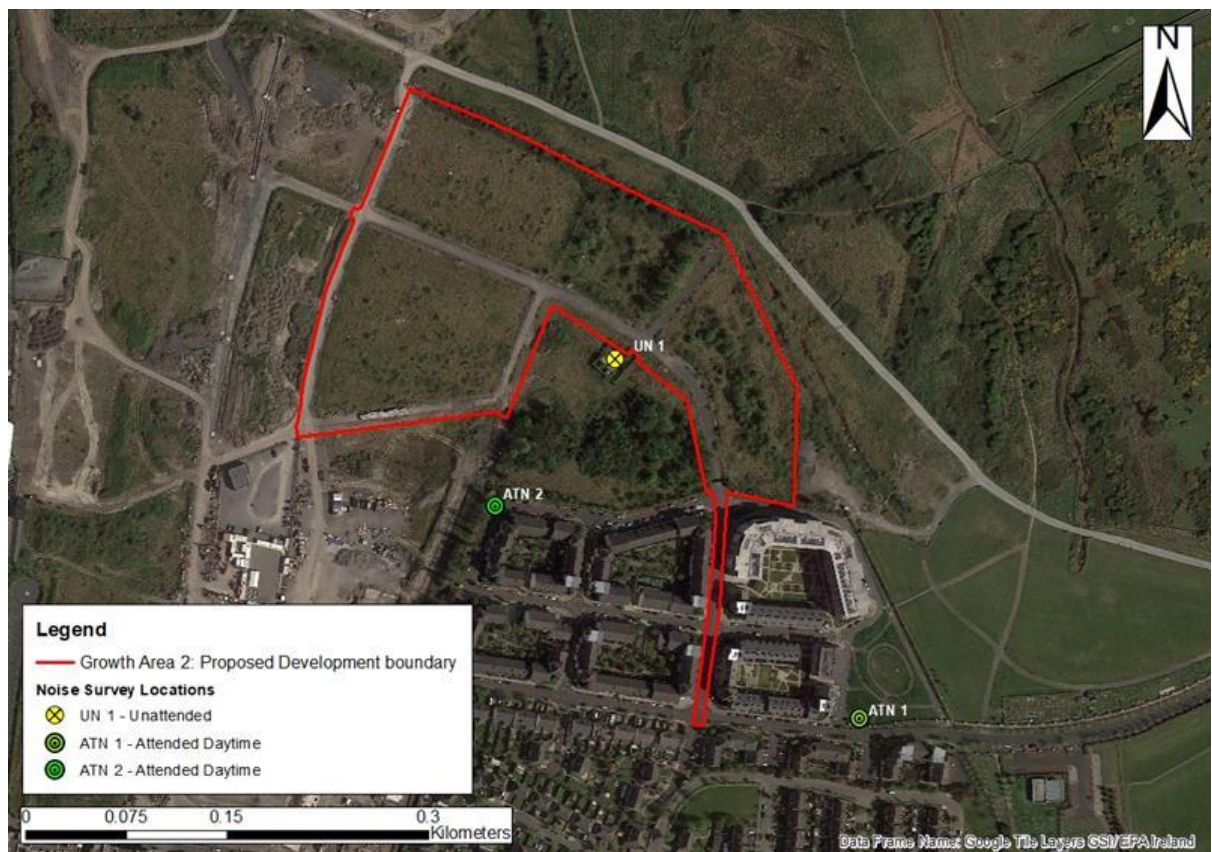 N
UN 1
ATN 2
ATN 1
Legend
Growth Area 2: Proposed Development boundary
Noise Survey Locations
UN 1 - Unattended
ATN 1 - Attended Daytime
ATN 2 - Attended Daytime
0 0.075 0.15 0.3
Kilometers
Data Frame Name: Google Tile Layers GSI/EPA Ireland